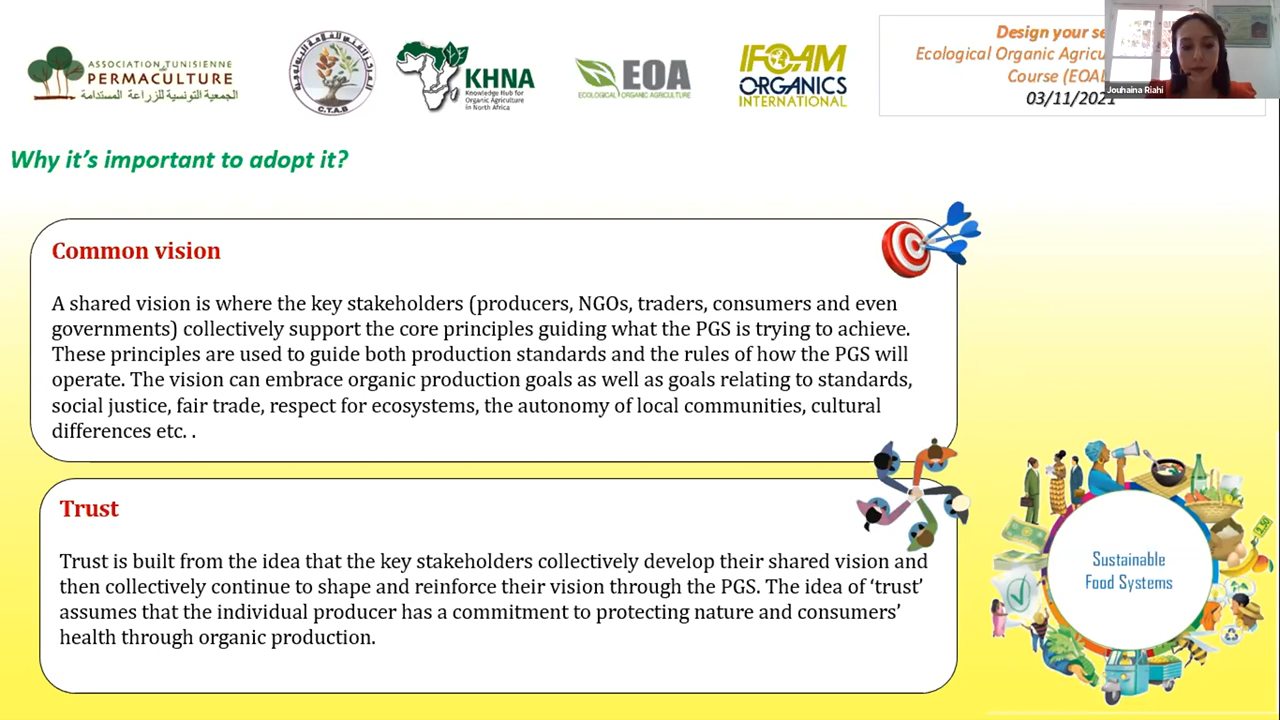 ASSOCIATION TUNISIENNE
PERMACULTURE
الجمعية التونسية للزراعة المستدامة
C.T.A.B
KHNA
Knowledge Hub for
Organic Agriculture
in North Africa
EOA
ECOLOGICAL ORGANIC AGRICULTURE
IFOAM
ORGANICS
INTERNATIONAL
Design your
Ecological Organic
Course
03/11/2021
Jouhaina Riahi
Why it's important to adopt it?
Common vision
A shared vision is where the key stakeholders (producers, NGOs, traders, consumers and even
governments) collectively support the core principles guiding what the PGS is trying to achieve.
These principles are used to guide both production standards and the rules of how the PGS will
operate. The vision can embrace organic production goals as well as goals relating to standards,
social justice, fair trade, respect for ecosystems, the autonomy of local communities, cultural
differences etc. .
Trust
Trust is built from the idea that the key stakeholders collectively develop their shared vision and
then collectively continue to shape and reinforce their vision through the PGS. The idea of ‘trust’
assumes that the individual producer has a commitment to protecting nature and consumers’
health through organic production.
Sustainable
Food Systems